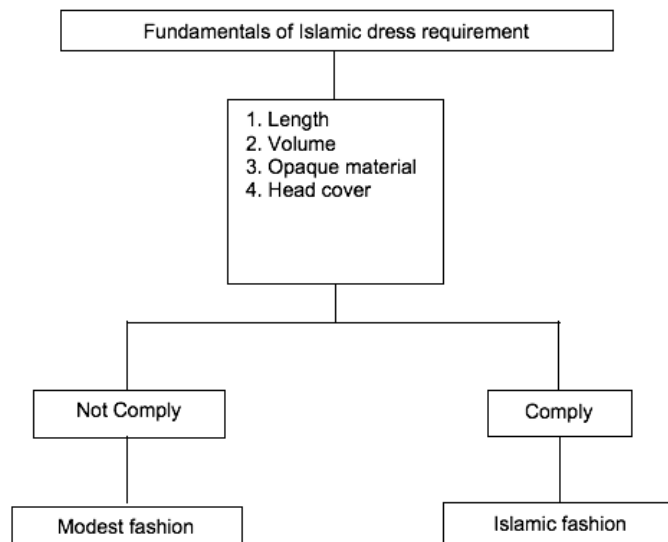 Fundamentals of Islamic dress requirement
1. Length
2. Volume
3. Opaque material
4. Head cover
Not Comply
Comply
Modest fashion
Islamic fashion